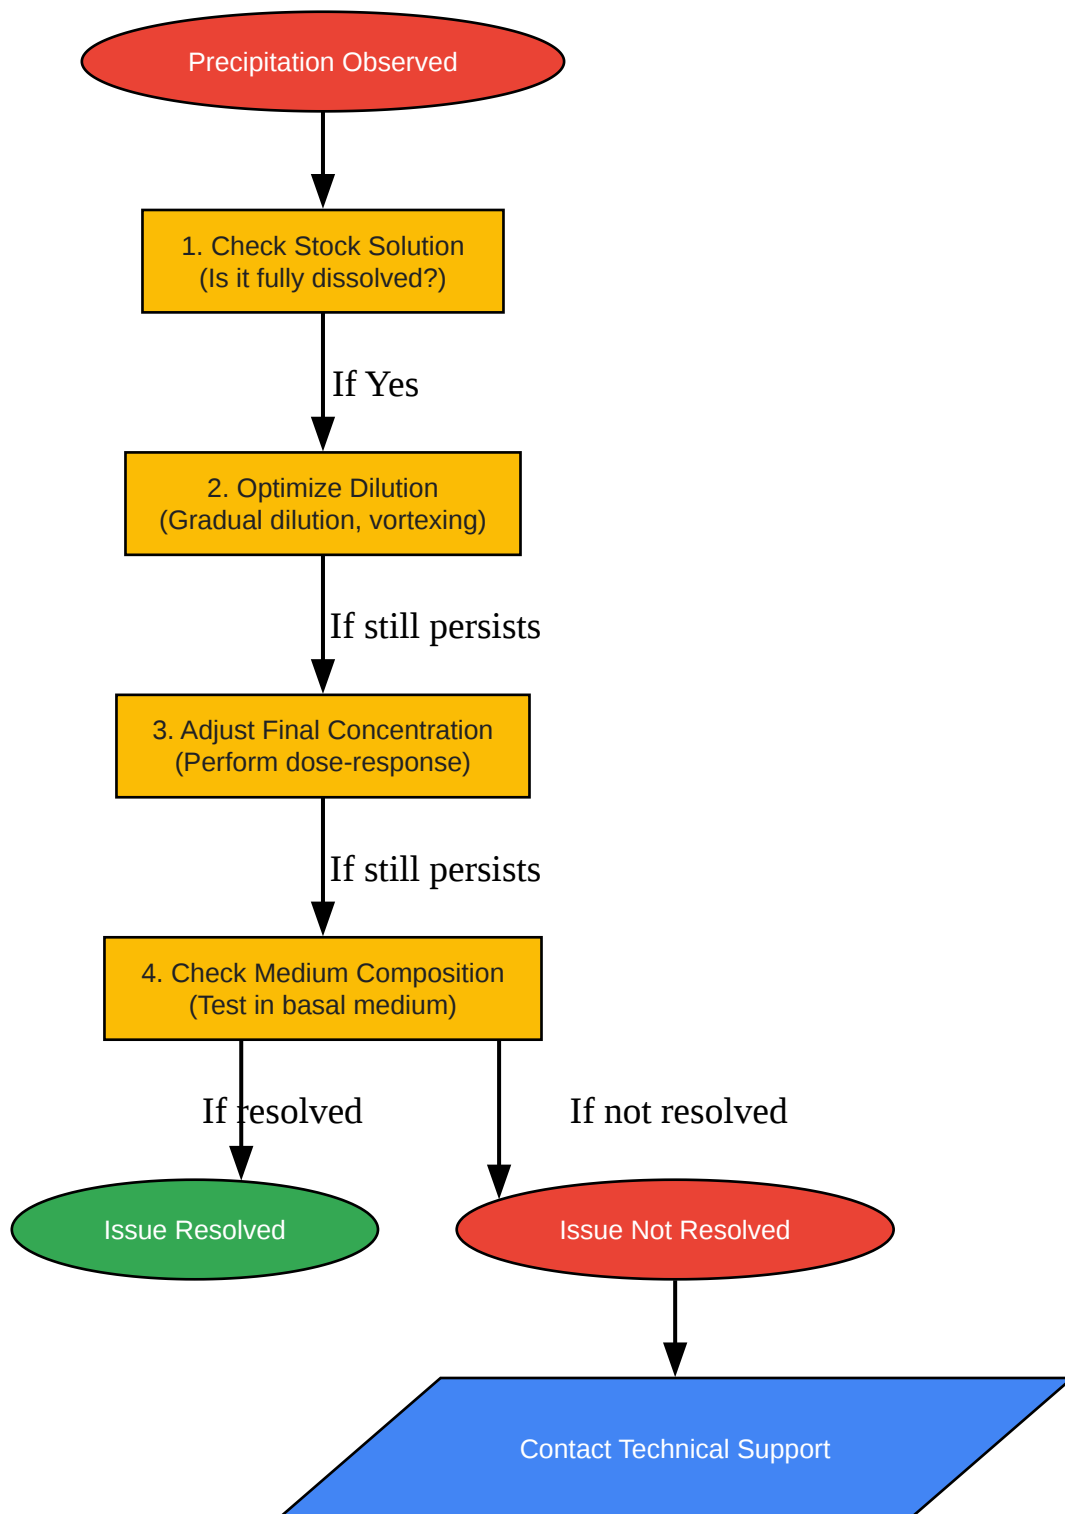 Precipitation Observed
1. Check Stock Solution
(Is it fully dissolved?)
If Yes
2. Optimize Dilution
(Gradual dilution, vortexing)
If still persists
3. Adjust Final Concentration
(Perform dose-response)
If still persists
4. Check Medium Composition
(Test in basal medium)
If resolved
If not resolved
Issue Resolved
Issue Not Resolved
Contact Technical Support